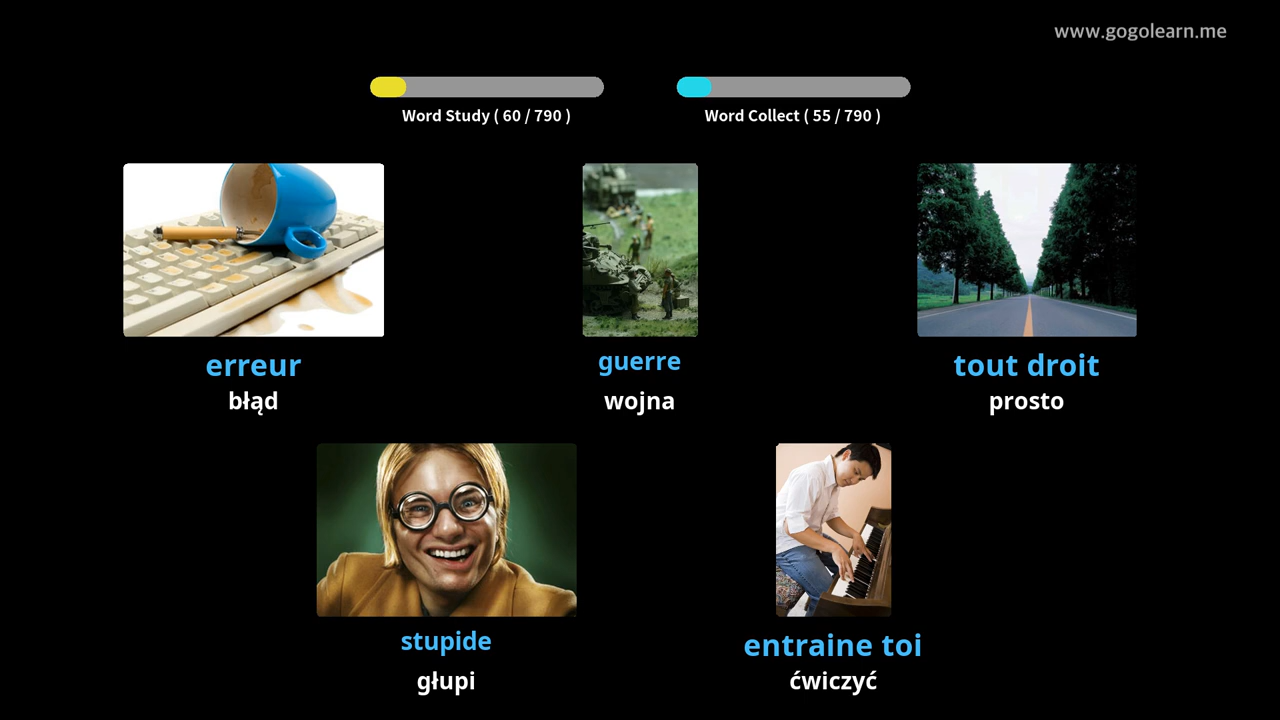 www.gogolearn.me
Word Study ( 60 / 790 )
Word Collect ( 55 / 790 )
erreur
błąd
guerre
wojna
tout droit
prosto
stupide
głupi
entraine toi
ćwiczyć